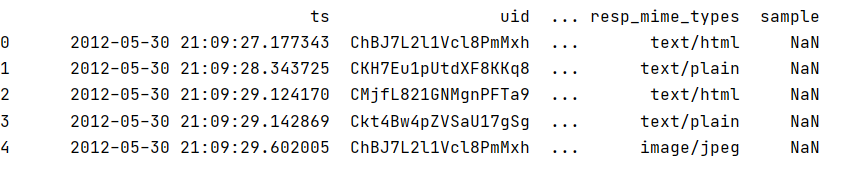 ts uid ... resp_mime_types sample
0 2012-05-30 21:09:27.177343 ChBJ7L2l1Vcl8PmMxh ... text/html NaN
1 2012-05-30 21:09:28.343725 CKH7Eu1pUtdXF8KKq8 ... text/plain NaN
2 2012-05-30 21:09:29.124170 CMjfL821GNMgnPFTa9 ... text/html NaN
3 2012-05-30 21:09:29.142869 Ckt4Bw4pZVSaU17gSg ... text/plain NaN
4 2012-05-30 21:09:29.602005 ChBJ7L2l1Vcl8PmMxh ... image/jpeg NaN